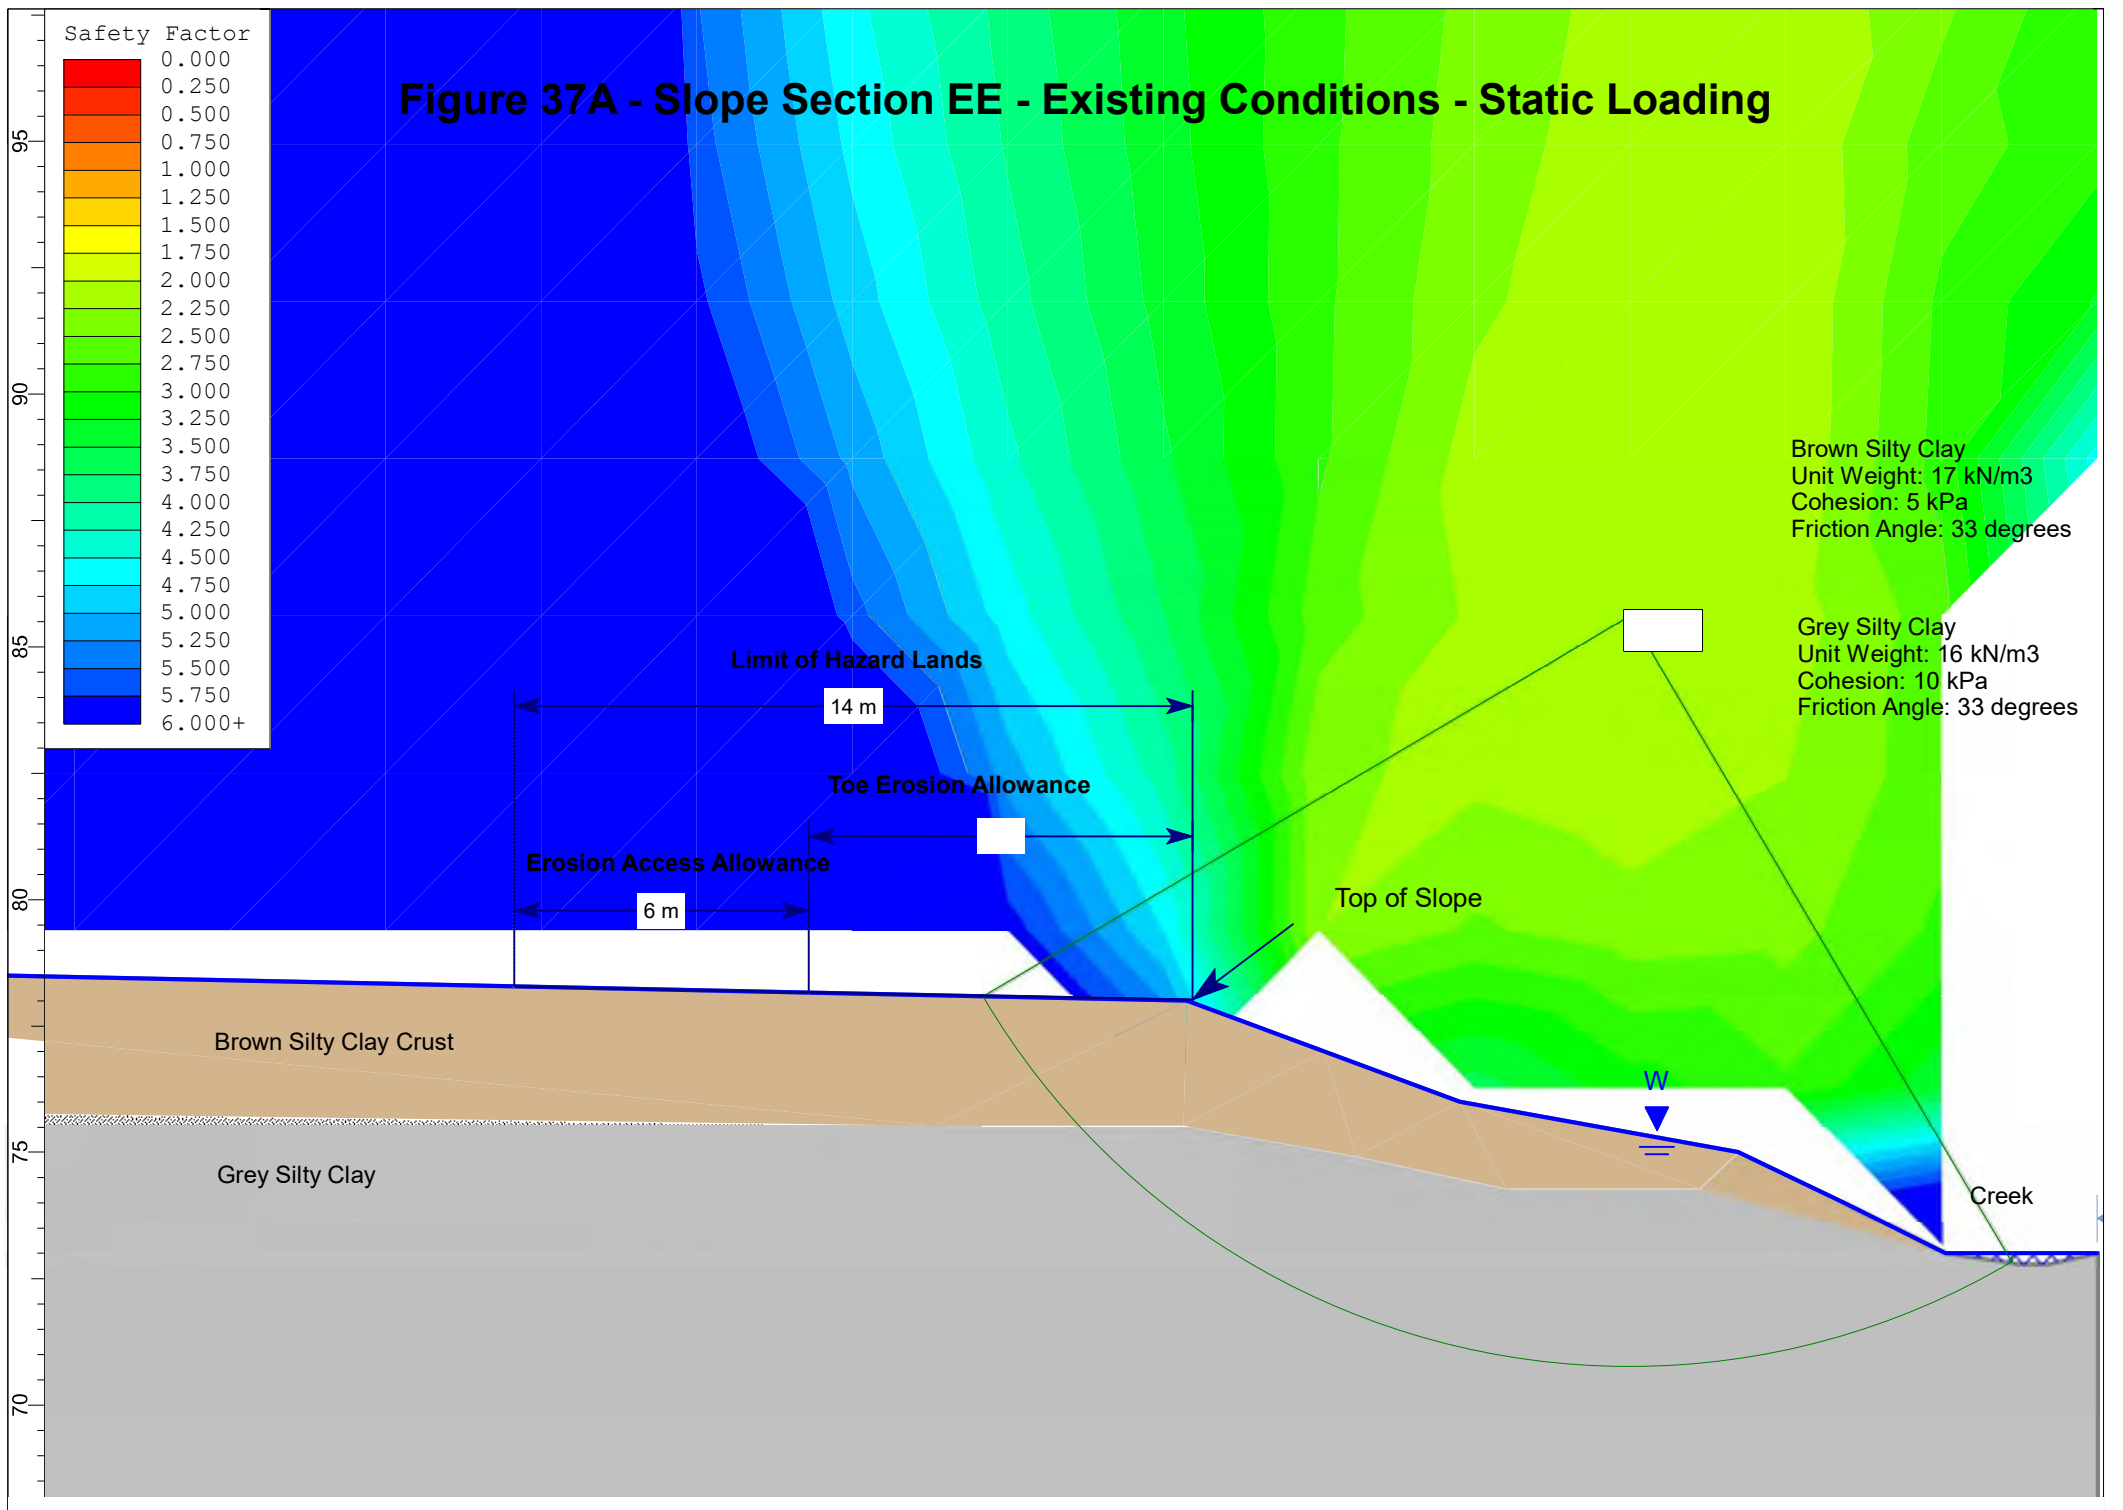 Safety Factor
0.000
0.250
0.500
0.750
1.000
1.250
1.500
1.750
2.000
2.250
2.500
2.750
3.000
3.250
3.500
3.750
4.000
4.250
4.500
4.750
5.000
5.250
5.500
5.750
6.000+
Figure 37A - Slope Section EE - Existing Conditions - Static Loading
95
90
85
80
75
70
Brown Silty Clay
Unit Weight: 17 kN/m3
Cohesion: 5 kPa
Friction Angle: 33 degrees
Grey Silty Clay
Unit Weight: 16 kN/m3
Cohesion: 10 kPa
Friction Angle: 33 degrees
Limit of Hazard Lands
14 m
Toe Erosion Allowance
Erosion Access Allowance
6 m
Top of Slope
Brown Silty Clay Crust
W
Grey Silty Clay
Creek